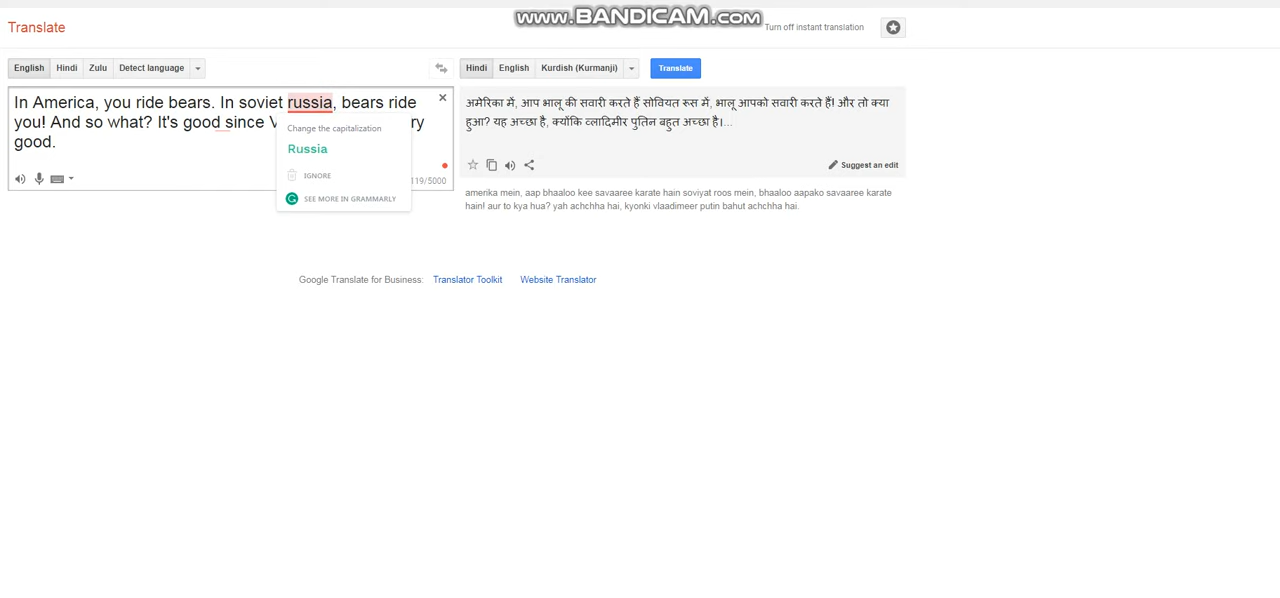 www.BANDICAM.com
Translate
Turn off instant translation
English Hindi Zulu Detect language
Hindi English Kurdish (Kurmanji) Translate
In America, you ride bears. In soviet russia, bears ride
you! And so what? It's good since V ry
good.
Change the capitalization
Russia
IGNORE
SEE MORE IN GRAMMARLY
119/5000
अमेरिका में, आप भालू की सवारी करते हैं सोवियत रूस में, भालू आपको सवारी करते हैं! और तो क्या
हुआ? यह अच्छा है, क्योंकि व्लादिमीर पुतिन बहुत अच्छा है।...
Suggest an edit
amerika mein, aap bhaaloo kee savaaree karate hain soviyat roos mein, bhaaloo aapako savaaree karate
hain! aur to kya hua? yah achchha hai, kyonki vlaadimeer putin bahut achchha hai.
Google Translate for Business: Translator Toolkit Website Translator